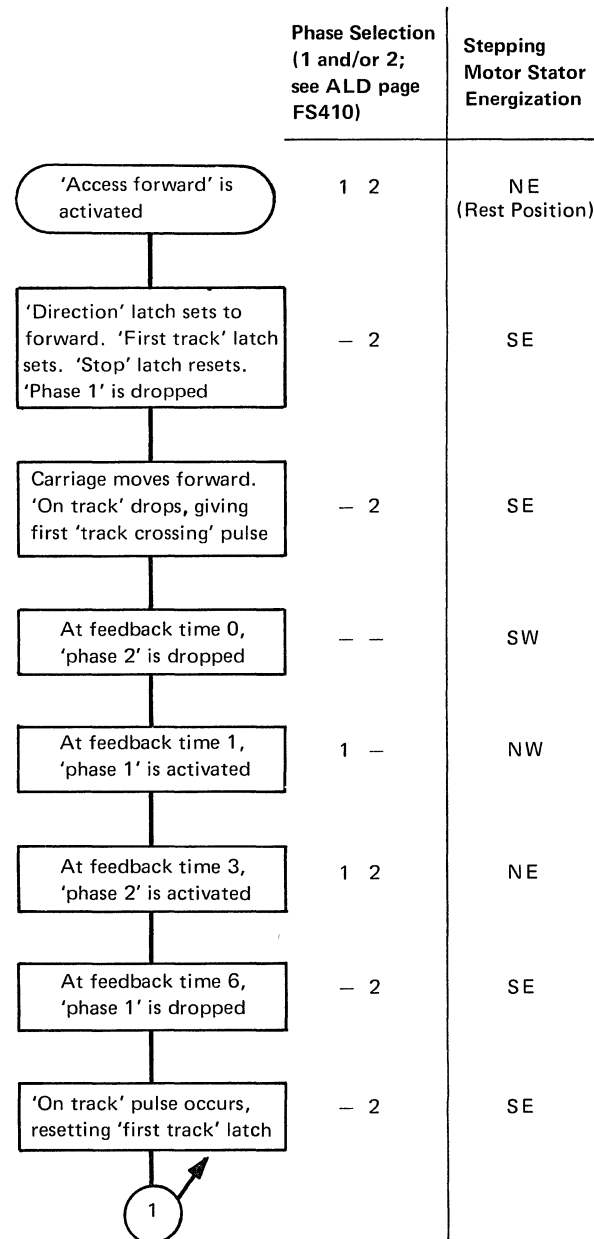 Phase Selection
(1 and/or 2;
see ALD page
FS410)
Stepping
Motor Stator
Energization
'Access forward' is
activated
1 2
NE
(Rest Position)
'Direction' latch sets to
forward. 'First track' latch
sets. 'Stop' latch resets.
'Phase 1' is dropped
– 2
SE
Carriage moves forward.
'On track' drops, giving
first 'track crossing' pulse
– 2
SE
At feedback time 0,
'phase 2' is dropped
– –
SW
At feedback time 1,
'phase 1' is activated
1 –
NW
At feedback time 3,
'phase 2' is activated
1 2
NE
At feedback time 6,
'phase 1' is dropped
– 2
SE
'On track' pulse occurs,
resetting 'first track' latch
– 2
SE
1